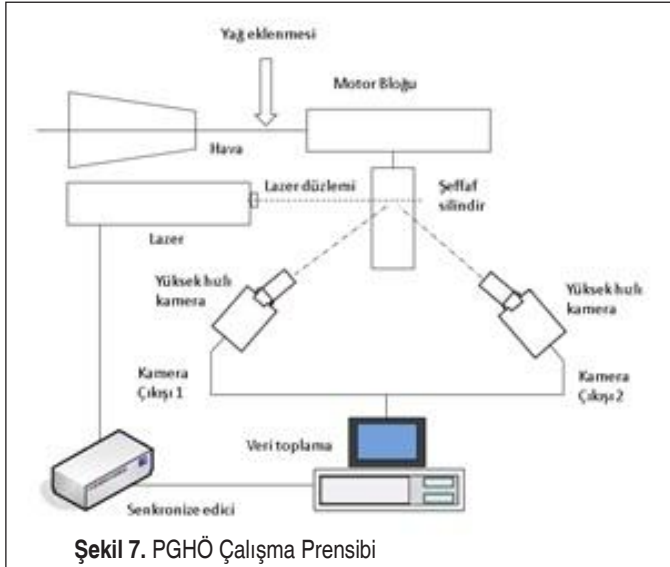 Yağ eklenmesi
Motor Bloğu
Hava
Lazer düzlemi
Şeffaf
silindir
Lazer
Yüksek hızlı
kamera
Yüksek hızlı
kamera
Kamera
Çıkışı 1
Kamera
Çıkışı 2
Veri toplama
Senkronize edici
Şekil 7. PGHÖ Çalışma Prensibi